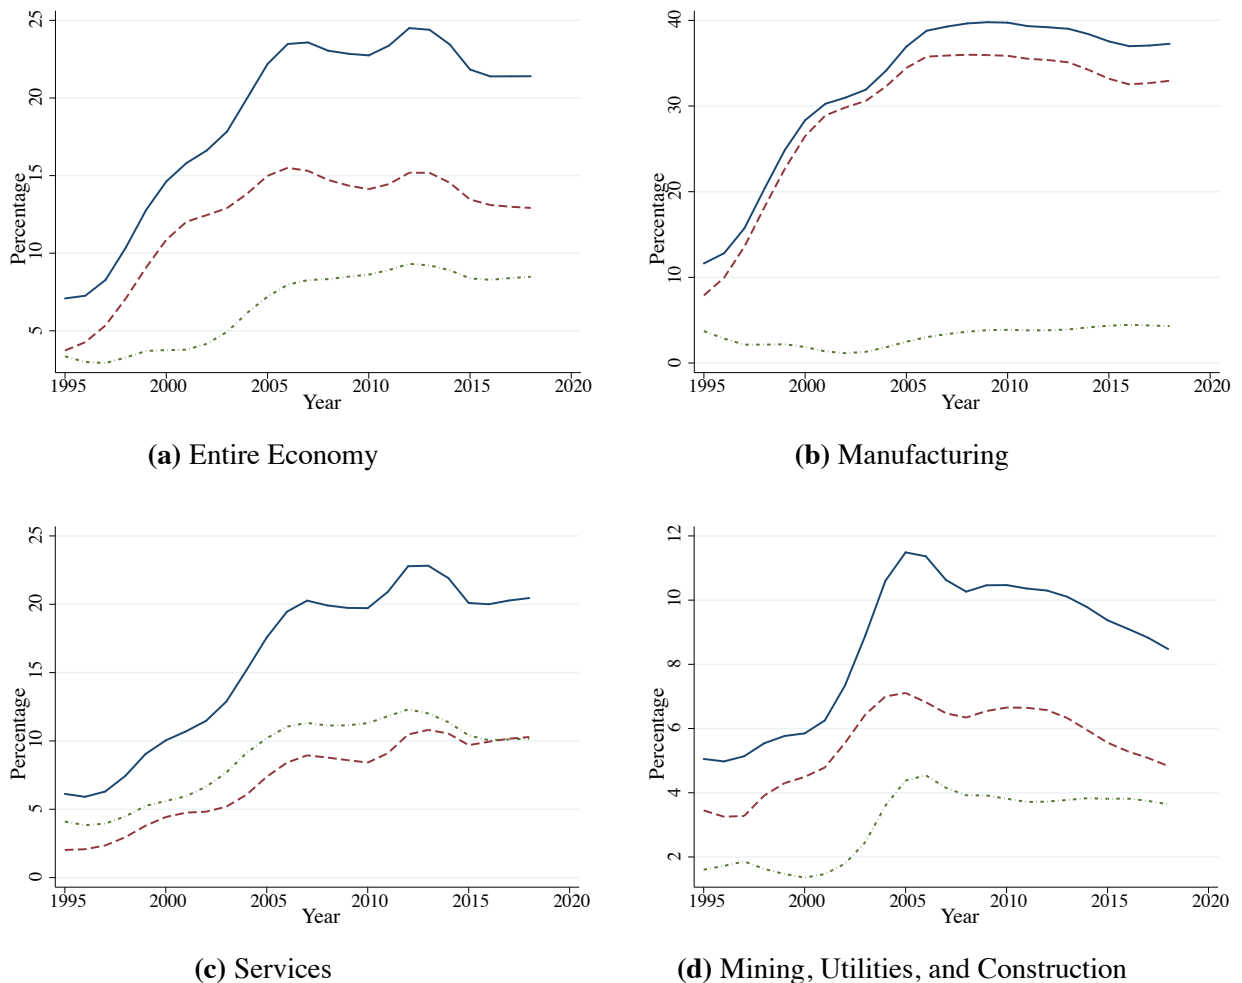 25
20
15
10
5
Percentage
1995 2000 2005 2010 2015 2020
Year
(a) Entire Economy
40
30
20
10
0
Percentage
1995 2000 2005 2010 2015 2020
Year
(b) Manufacturing
25
20
15
10
5
0
Percentage
1995 2000 2005 2010 2015 2020
Year
(c) Services
12
10
8
6
4
2
Percentage
1995 2000 2005 2010 2015 2020
Year
(d) Mining, Utilities, and Construction